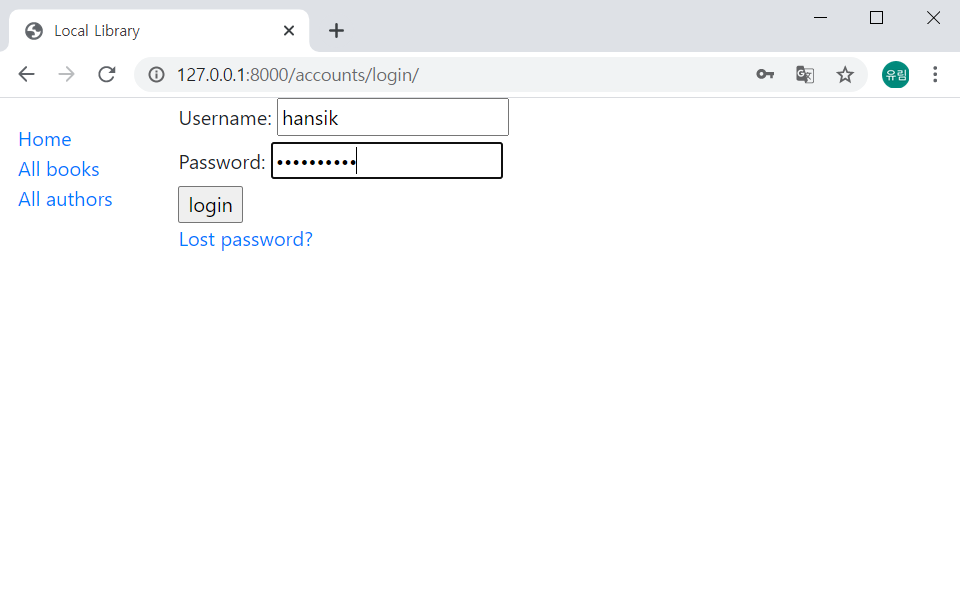 Local Library
127.0.0.1:8000/accounts/login/
유림
Home
All books
All authors
Username: hansik
Password: ••••••••••
login
Lost password?